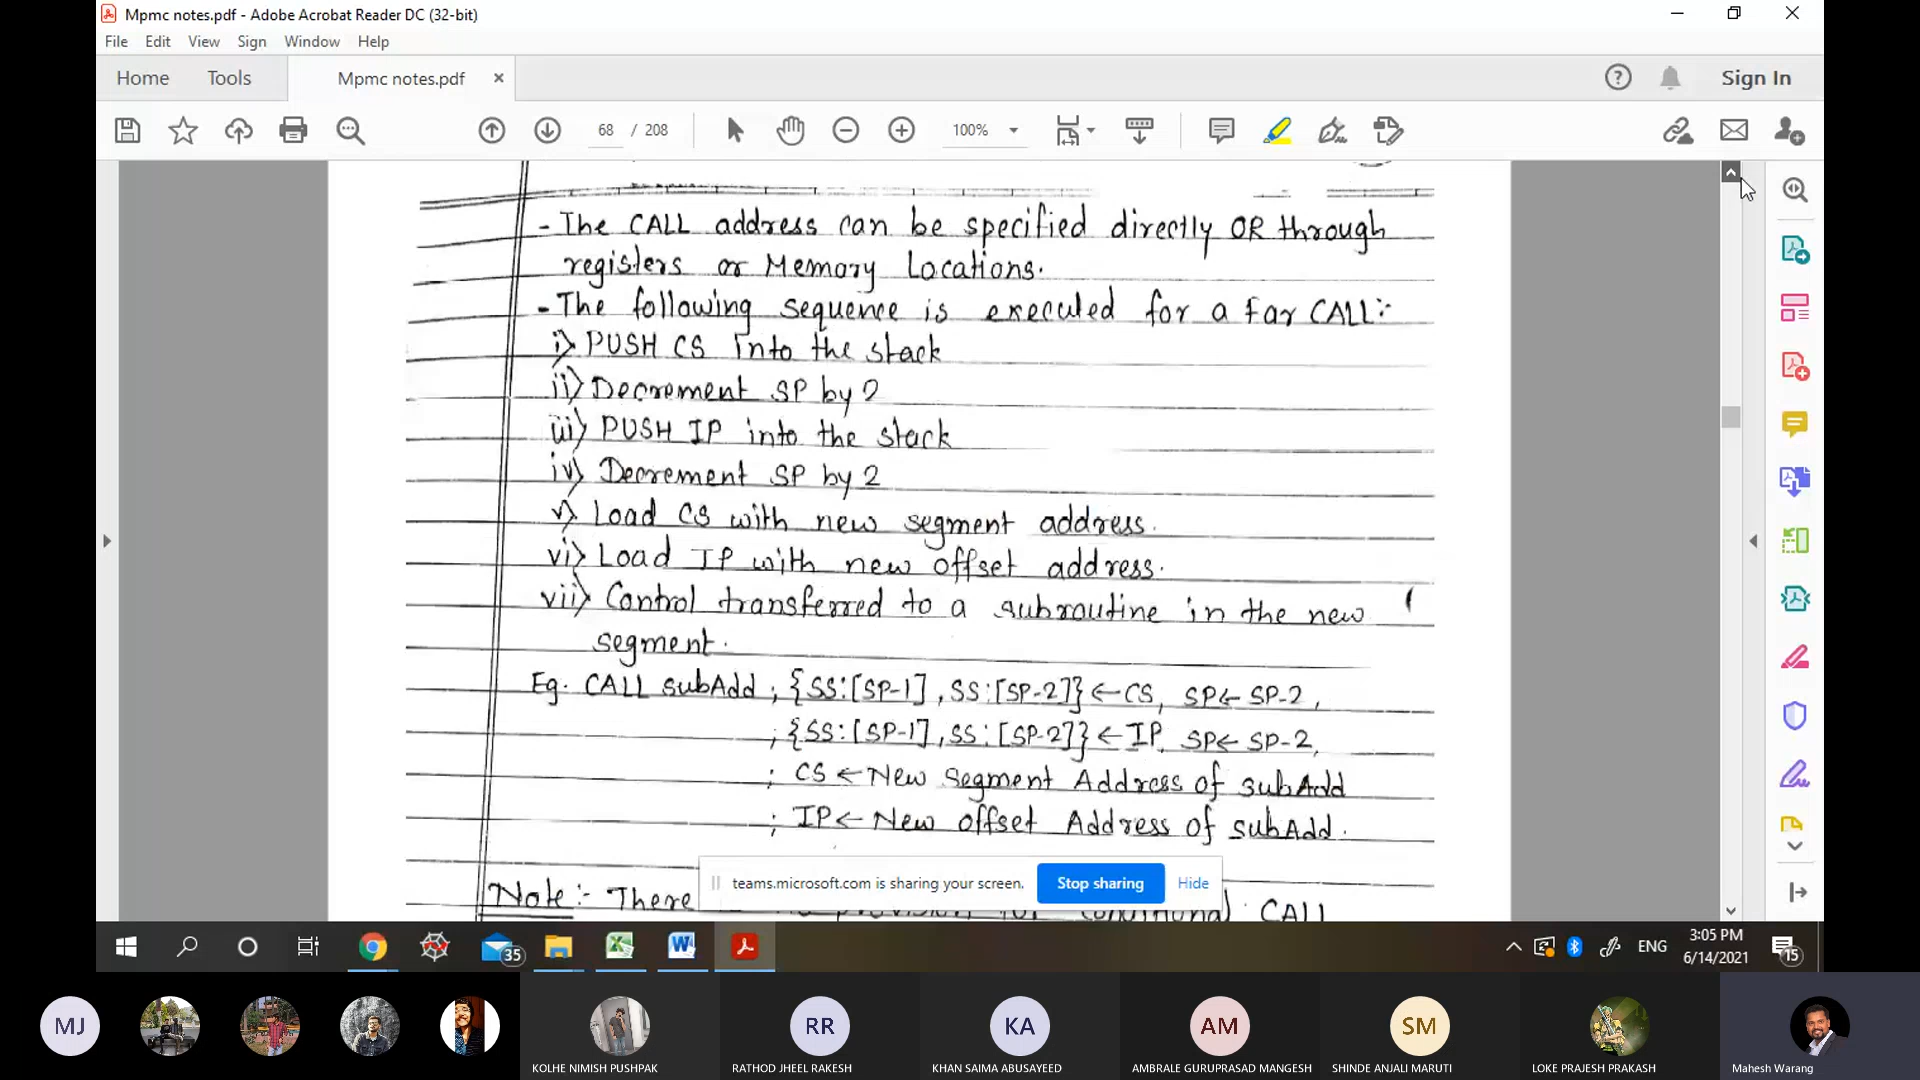 Mpmc notes.pdf - Adobe Acrobat Reader DC (32-bit)
File Edit View Sign Window Help
Home Tools Mpmc notes.pdf × Sign In
68 / 208 100%
- The CALL address can be specified directly OR through
registers or Memory Locations.
- The following sequence is executed for a Far CALL:-
i) PUSH CS into the stack
ii) Decrement SP by 2
iii) PUSH IP into the stack
iv) Decrement SP by 2
v) Load CS with new segment address.
vi) Load IP with new offset address.
vii) Control transferred to a subroutine in the new
segment.
Eg. CALL subAdd ; {SS:[SP-1], SS:[SP-2]} ← CS, SP ← SP-2,
; {SS:[SP-1], SS:[SP-2]} ← IP, SP ← SP-2,
; CS ← New Segment Address of subAdd
; IP ← New offset Address of subAdd.
Note:- There CALL
teams.microsoft.com is sharing your screen. Stop sharing Hide
35
ENG
3:05 PM
6/14/2021
15
MJ RR KA AM SM
KOLHE NIMISH PUSHPAK RATHOD JHEEL RAKESH KHAN SAIMA ABUSAYEED AMBRALE GURUPRASAD MANGESH SHINDE ANJALI MARUTI LOKE PRAJESH PRAKASH Mahesh Warang